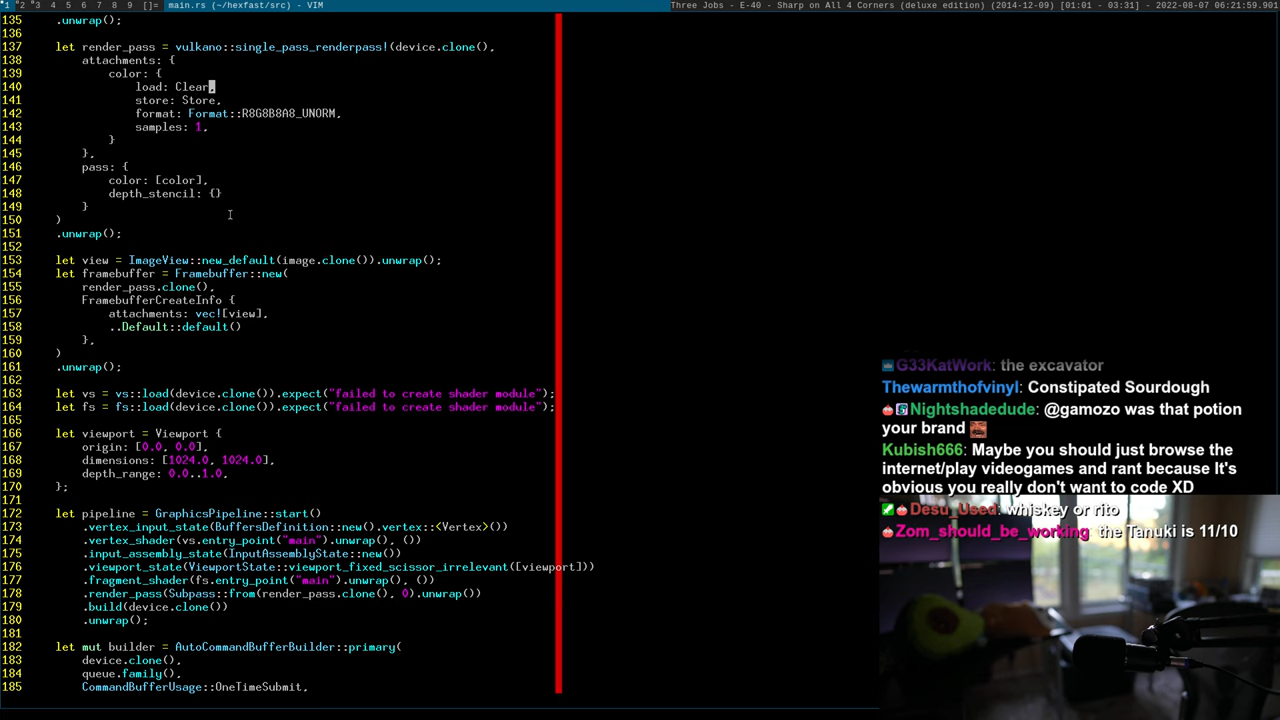 1 2 3 4 5 6 7 8 9 []= main.rs (~/hexfast/src) - VIM Three Jobs - E-40 - Sharp on All 4 Corners (deluxe edition) (2014-12-09) [01:01 - 03:31] - 2022-08-07 06:21:59.901
135 .unwrap();
136
137 let render_pass = vulkano::single_pass_renderpass!(device.clone(),
138 attachments: {
139 color: {
140 load: Clear,
141 store: Store,
142 format: Format::R8G8B8A8_UNORM,
143 samples: 1,
144 }
145 },
146 pass: {
147 color: [color],
148 depth_stencil: {}
149 }
150 )
151 .unwrap();
152
153 let view = ImageView::new_default(image.clone()).unwrap();
154 let framebuffer = Framebuffer::new(
155 render_pass.clone(),
156 FramebufferCreateInfo {
157 attachments: vec![view],
158 ..Default::default()
159 },
160 )
161 .unwrap();
162
163 let vs = vs::load(device.clone()).expect("failed to create shader module");
164 let fs = fs::load(device.clone()).expect("failed to create shader module");
165
166 let viewport = Viewport {
167 origin: [0.0, 0.0],
168 dimensions: [1024.0, 1024.0],
169 depth_range: 0.0..1.0,
170 };
171
172 let pipeline = GraphicsPipeline::start()
173 .vertex_input_state(BuffersDefinition::new().vertex::<Vertex>())
174 .vertex_shader(vs.entry_point("main").unwrap(), ())
175 .input_assembly_state(InputAssemblyState::new())
176 .viewport_state(ViewportState::viewport_fixed_scissor_irrelevant([viewport]))
177 .fragment_shader(fs.entry_point("main").unwrap(), ())
178 .render_pass(Subpass::from(render_pass.clone(), 0).unwrap())
179 .build(device.clone())
180 .unwrap();
181
182 let mut builder = AutoCommandBufferBuilder::primary(
183 device.clone(),
184 queue.family(),
185 CommandBufferUsage::OneTimeSubmit,
G33KatWork: the excavator
Thewarmthofvinyl: Constipated Sourdough
Nightshadedude: @gamozo was that potion
your brand
Kubish666: Maybe you should just browse the
internet/play videogames and rant because It's
obvious you really don't want to code XD
Desu_Used: whiskey or rito
Zom_should_be_working the Tanuki is 11/10